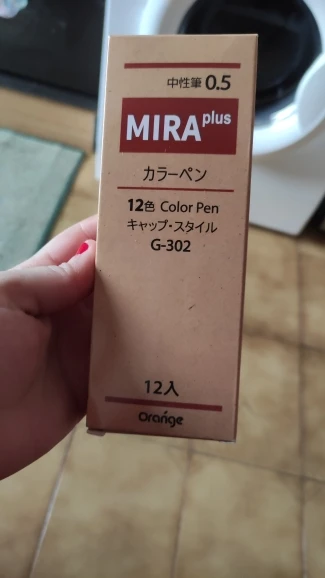 中性筆 0.5
MIRA plus
カラーペン
12色 Color Pen
キャップ・スタイル
G-302
12入
Orange